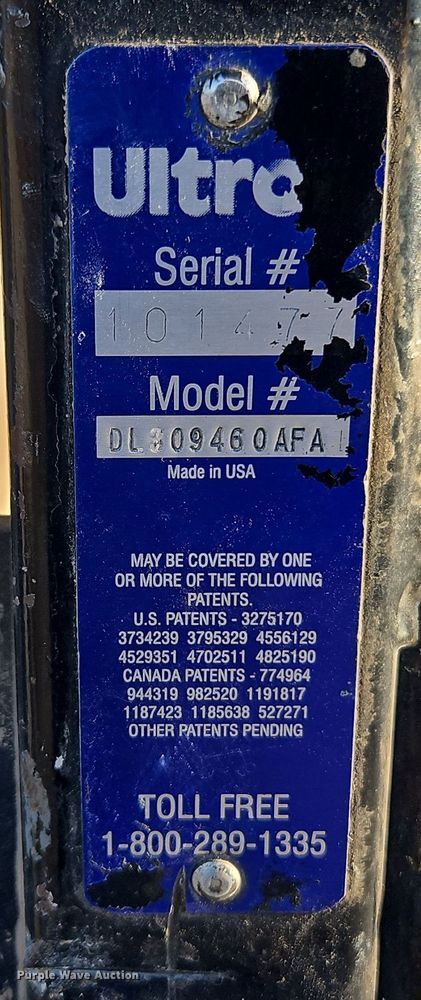 Ultra
Serial #
101477
Model #
Made in USA
MAY BE COVERED BY ONE
OR MORE OF THE FOLLOWING
PATENTS.
U.S. PATENTS - 3275170
3734239 3795329 4556129
4529351 4702511 4825190
CANADA PATENTS - 774964
944319 982520 1191817
1187423 1185638 527271
OTHER PATENTS PENDING
TOLL FREE
1-800-289-1335
Purple Wave Auction